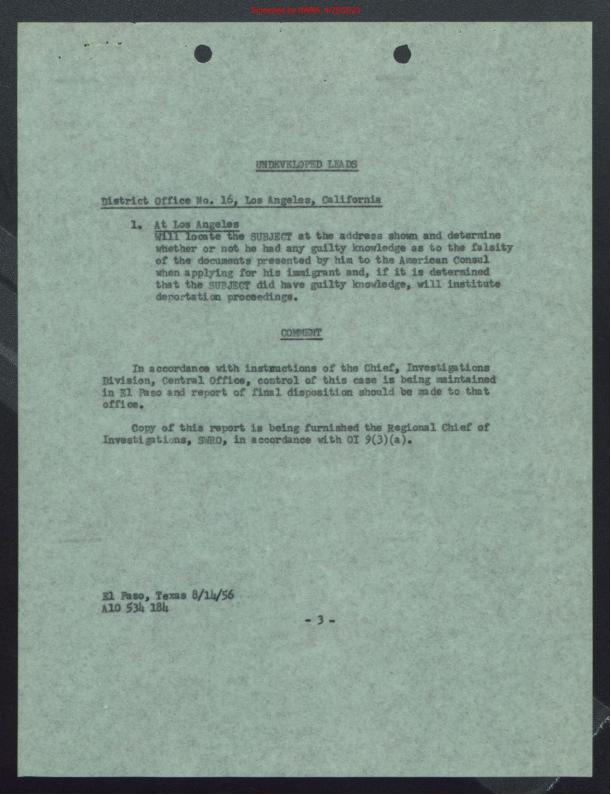 UNDEVELOPED LEADS
District Office No. 16, Los Angeles, California
1. At Los Angeles
Will locate the SUBJECT at the address shown and determine
whether or not he had any guilty knowledge as to the falsity
of the documents presented by him to the American Consul
when applying for his immigrant and, if it is determined
that the SUBJECT did have guilty knowledge, will institute
deportation proceedings.
COMMENT
In accordance with instructions of the Chief, Investigations
Division, Central Office, control of this case is being maintained
in El Paso and report of final disposition should be made to that
office.
Copy of this report is being furnished the Regional Chief of
Investigations, SWRO, in accordance with OI 9(3)(a).
El Paso, Texas 8/14/56
A10 534 184
- 3 -